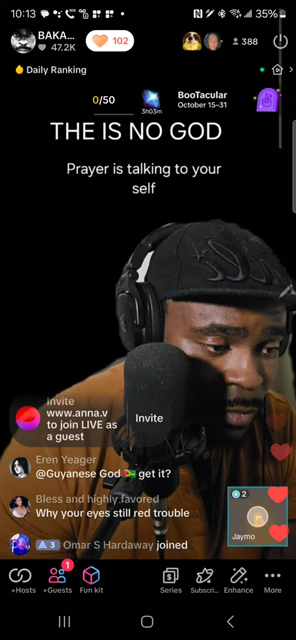 10:13
35%
BAKA...
47.2K
102
388
Daily Ranking
0/50
3h03m
BooTacular
October 15–31
THE IS NO GOD
Prayer is talking to your
self
Invite
www.anna.v
to join LIVE as
a guest
Invite
Eren Yeager
@Guyanese God 🇬🇾 get it?
Bless and highly.favored
Why your eyes still red trouble
3 Omar S Hardaway joined
2
Jaymo
1
+Hosts
+Guests
Fun kit
Series
Subscri...
Enhance
More